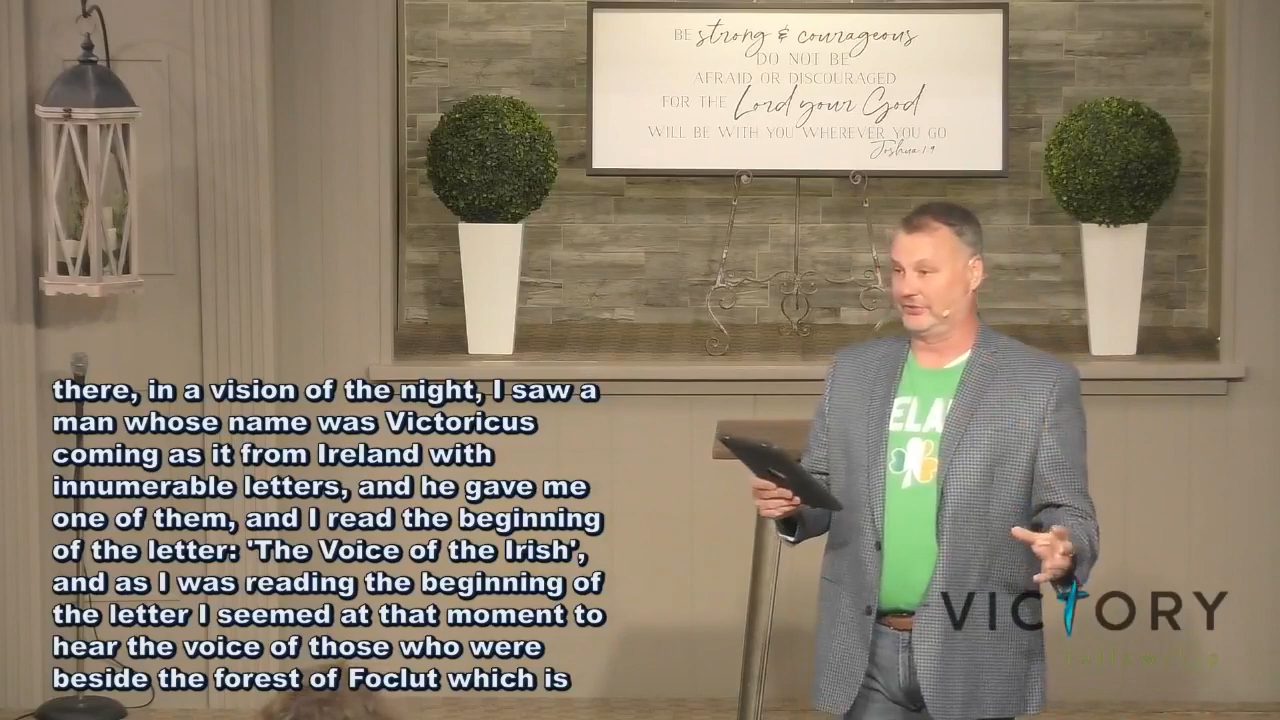 BE strong & courageous
DO NOT BE
AFRAID OR DISCOURAGED
FOR THE Lord your God
WILL BE WITH YOU WHEREVER YOU GO
Joshua 1:9
there, in a vision of the night, I saw a
man whose name was Victoricus
coming as it from Ireland with
innumerable letters, and he gave me
one of them, and I read the beginning
of the letter: 'The Voice of the Irish',
and as I was reading the beginning of
the letter I seemed at that moment to
hear the voice of those who were
beside the forest of Foclut which is
ELA
VICTORY
fellowship